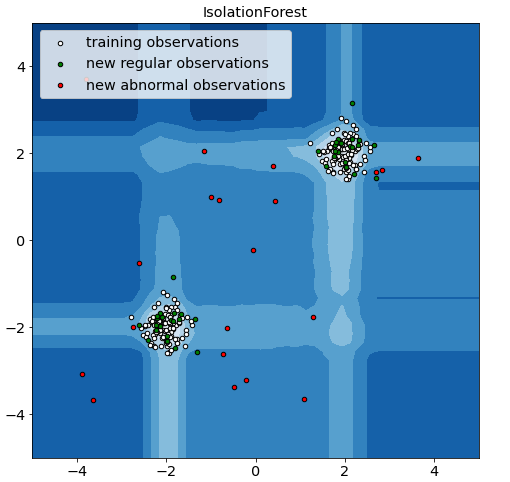 IsolationForest
training observations
new regular observations
new abnormal observations
4
2
0
−2
−4
−4
−2
0
2
4